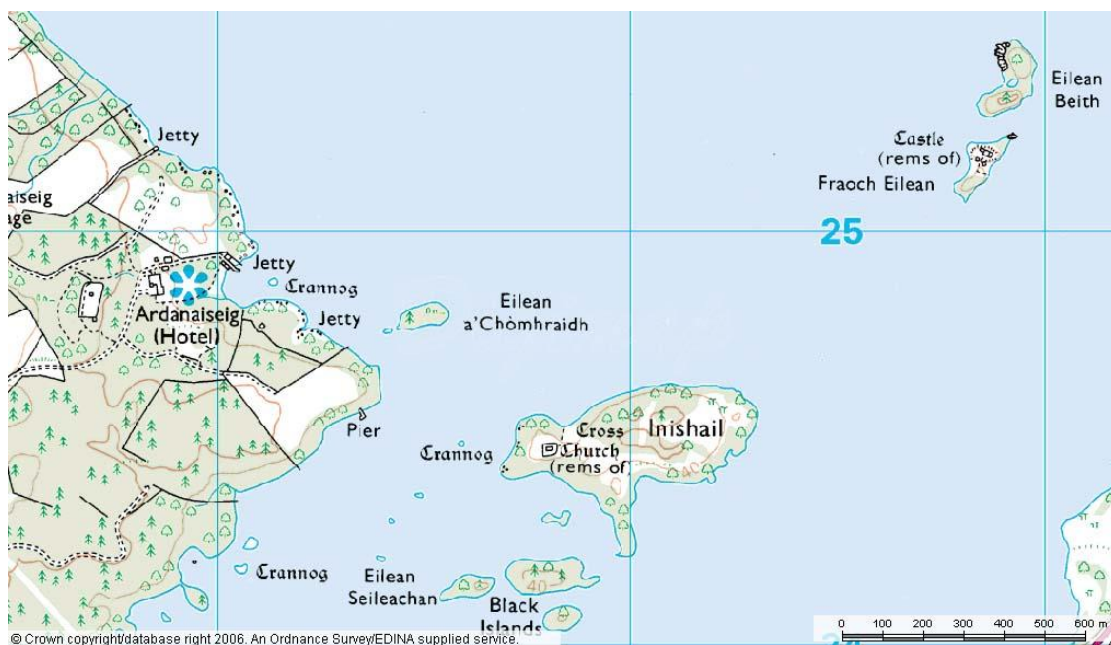 Eilean
Beith
Jetty
Castle
(rems of)
Fraoch Eilean
aiseig
age
25
Jetty
Crannog
Eilean
a'Chòmhraidh
Ardanaiseig
(Hotel)
Jetty
Pier
Cross
Inishail
Church
(rems of)
Crannog
40
Crannog
Eilean
Seileachan
40
Black
Islands
© Crown copyright/database right 2006. An Ordnance Survey/EDINA supplied service.
0 100 200 300 400 500 600 m